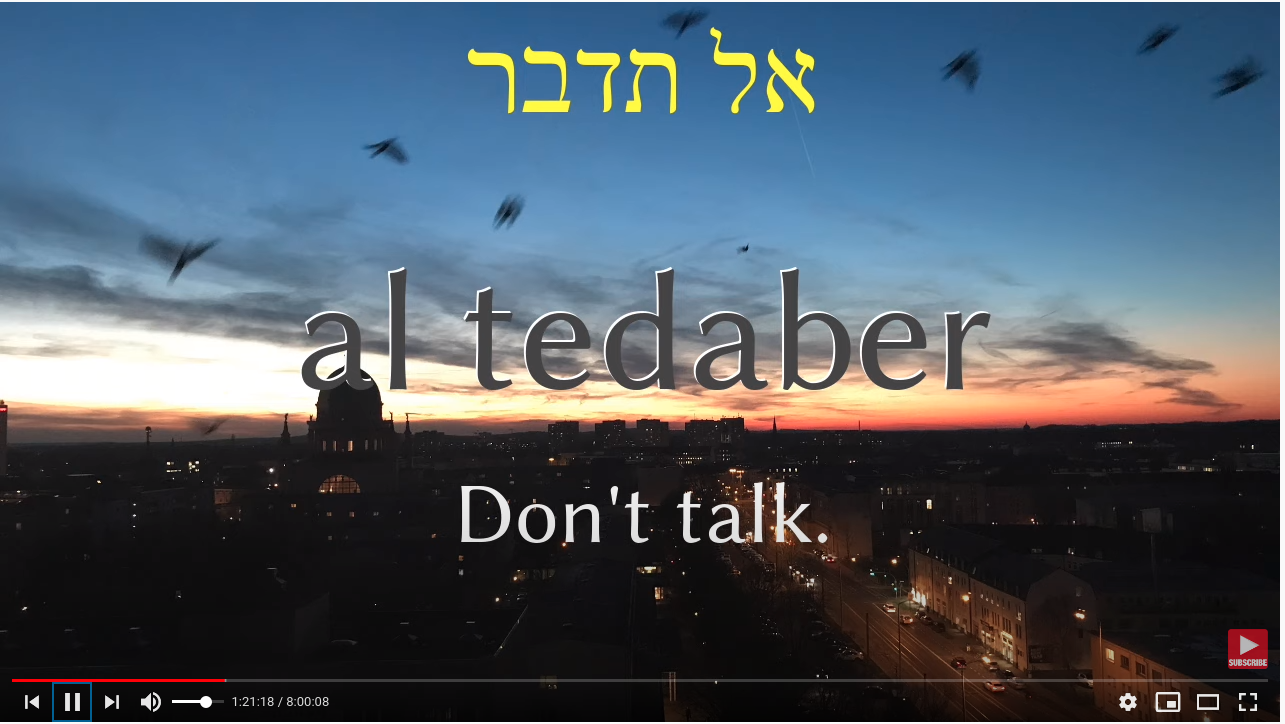 אל תדבר
al tedaber
Don't talk.
SUBSCRIBE
1:21:18 / 8:00:08